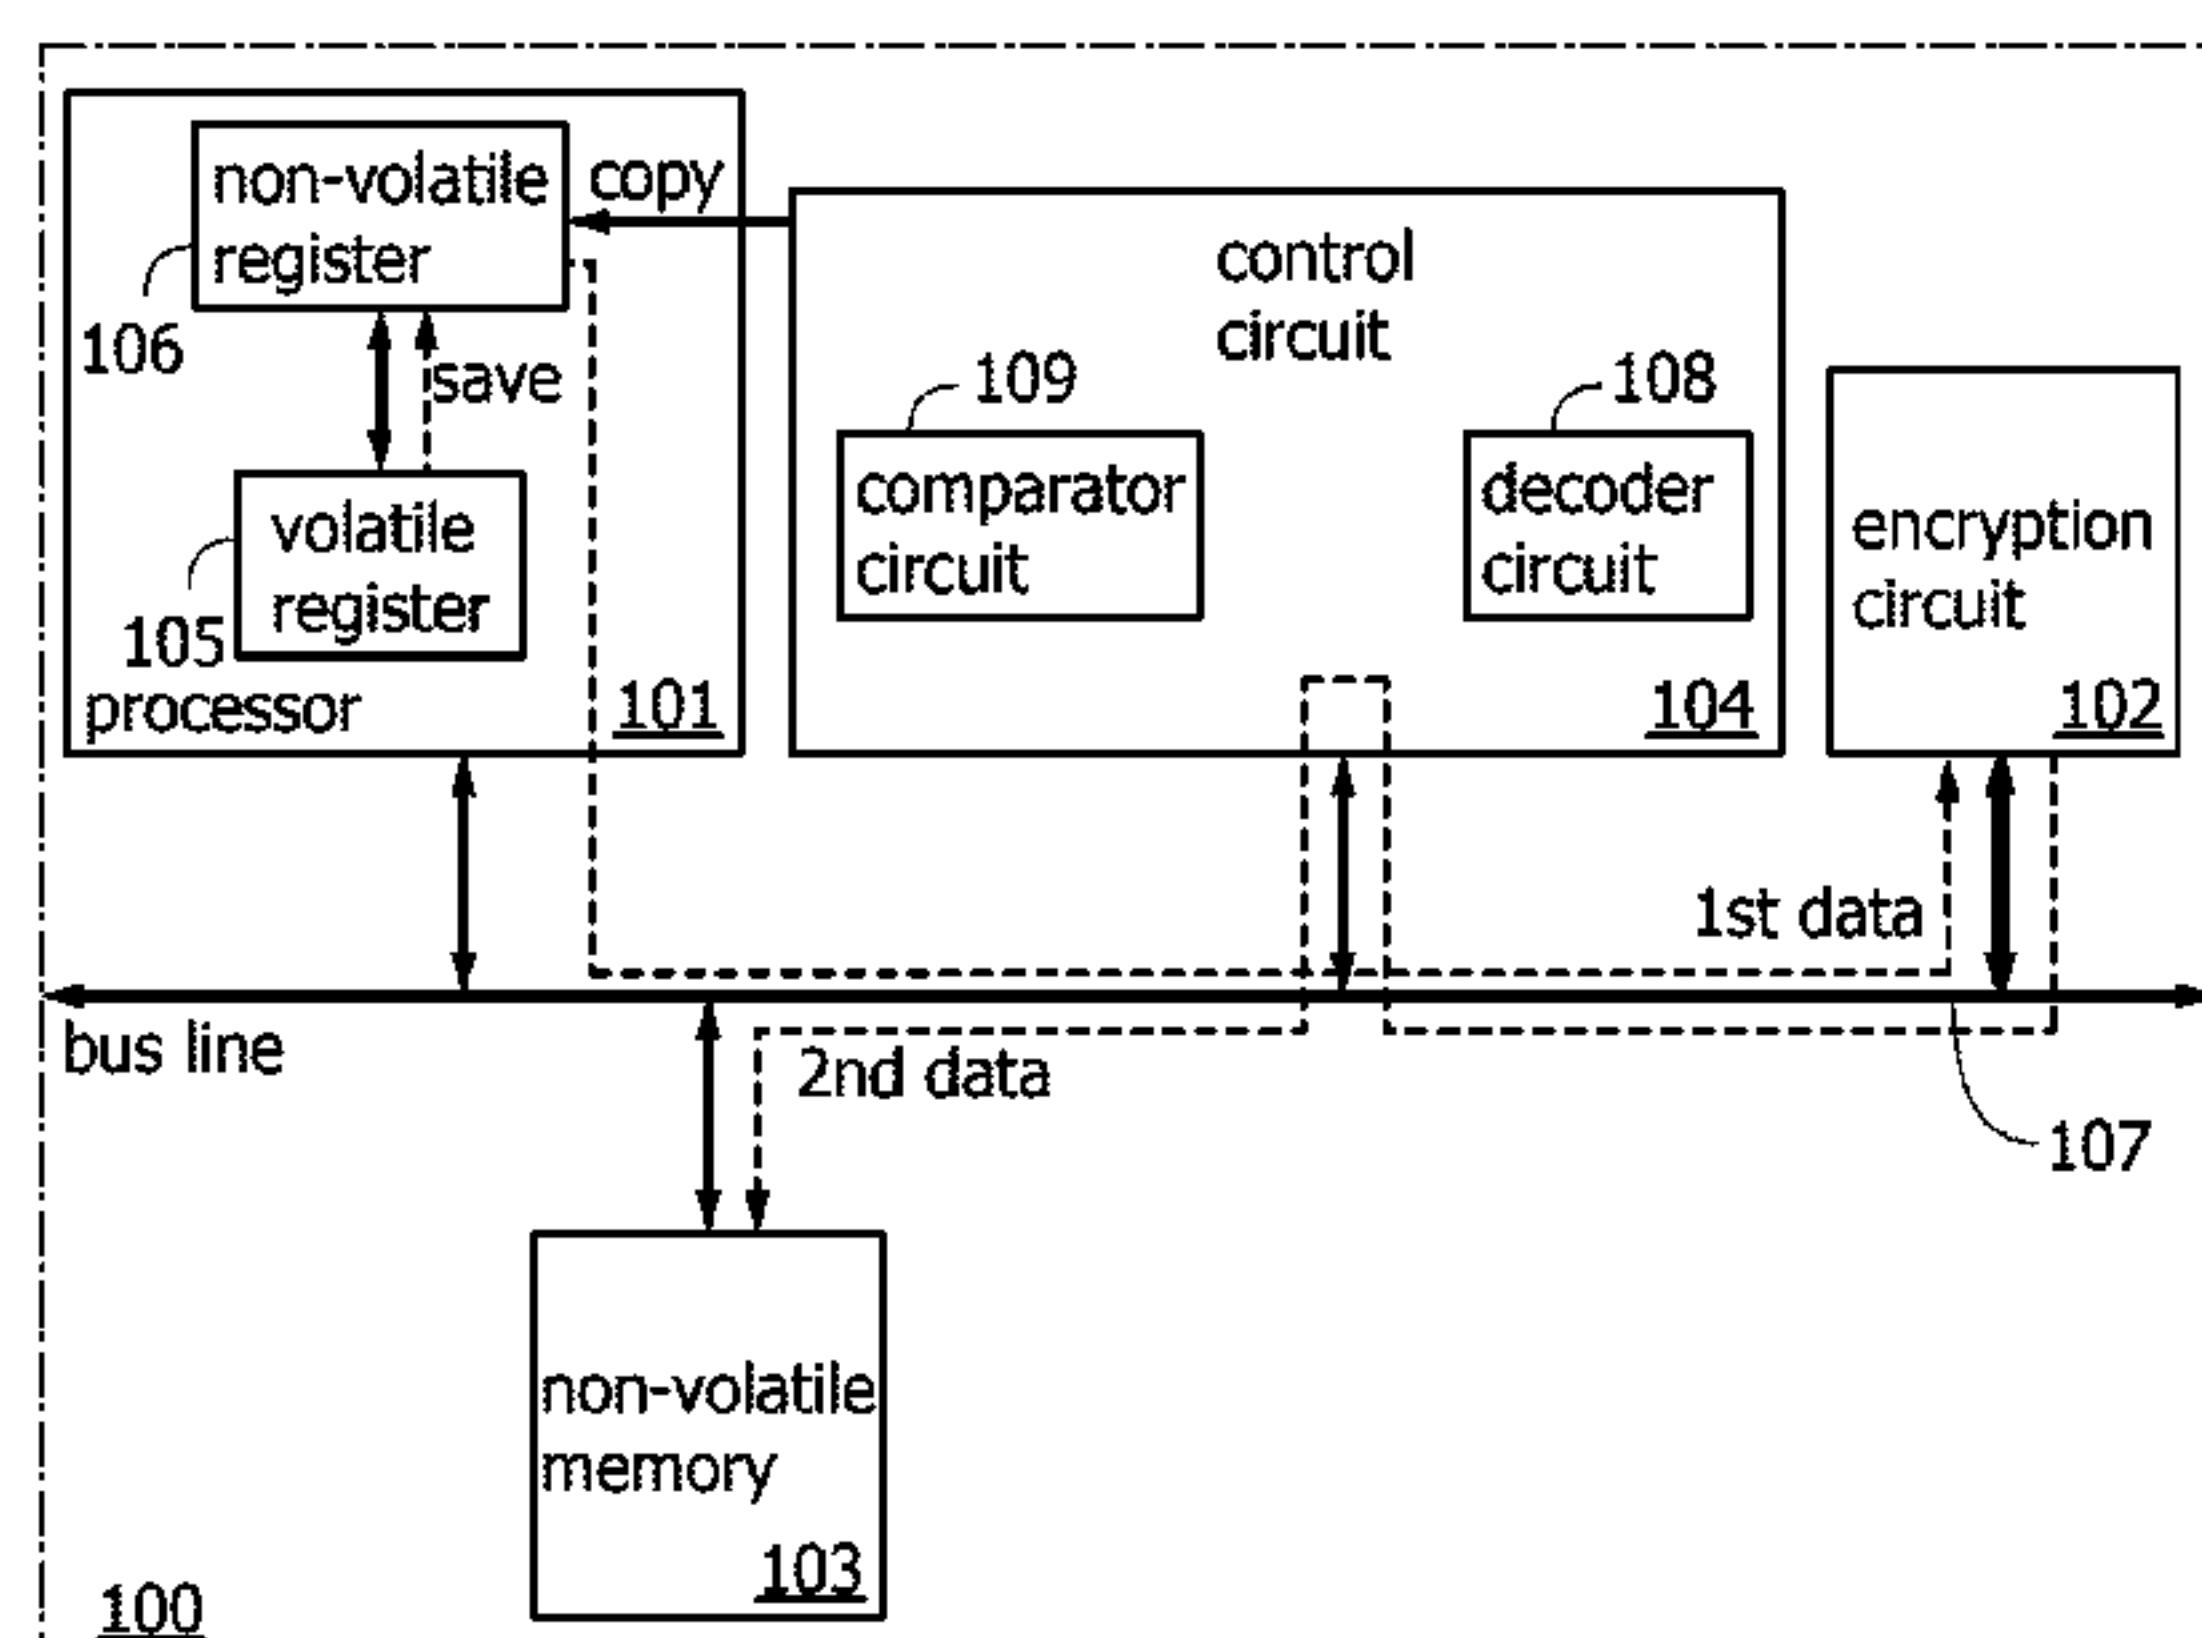 non-volatile
register
copy
106
save
volatile
register
105
processor
101
control
circuit
109
comparator
circuit
108
decoder
circuit
104
encryption
circuit
102
1st data
bus line
2nd data
107
non-volatile
memory
103
100